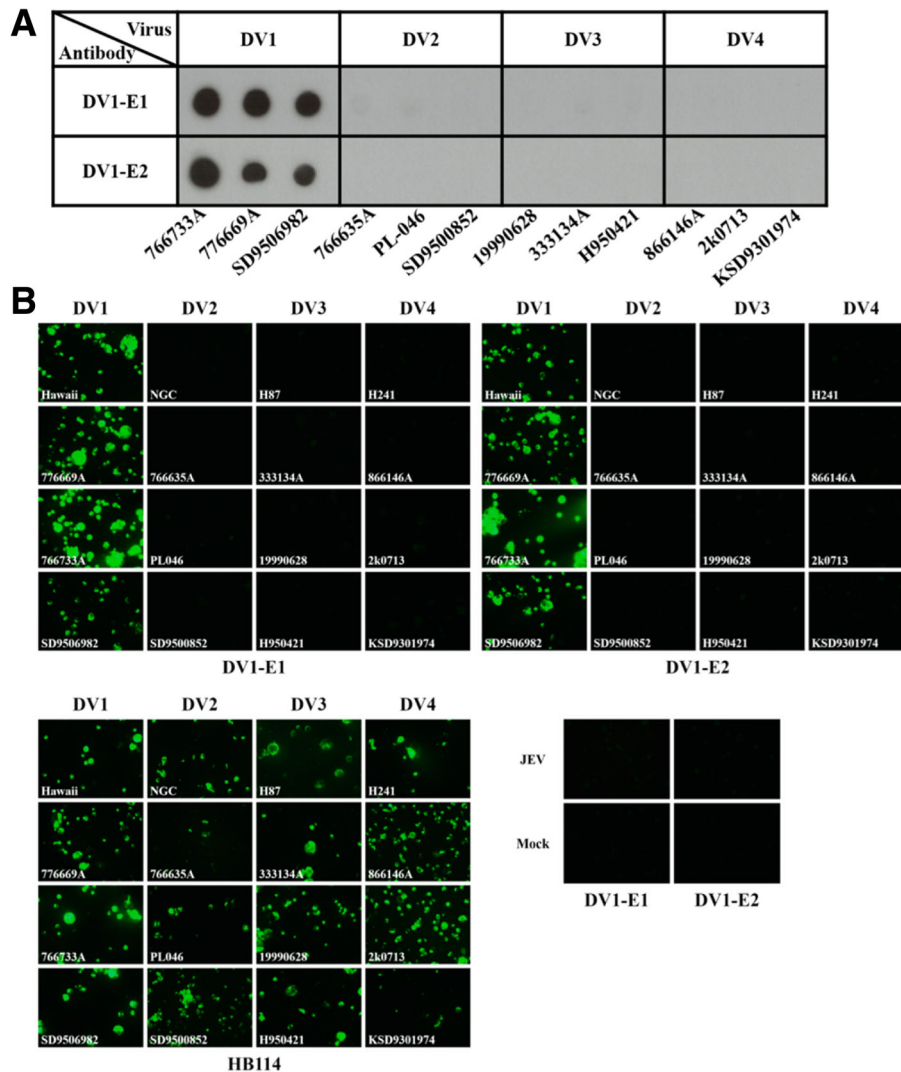 A
Virus
Antibody
DV1 DV2 DV3 DV4
DV1-E1
DV1-E2
766733A 776669A SD9506982 766635A PL-046 SD9500852 19990628 333134A H950421 866146A 2k0713 KSD9301974
B
DV1 DV2 DV3 DV4 DV1 DV2 DV3 DV4
Hawaii NGC H87 H241 Hawaii NGC H87 H241
776669A 766635A 333134A 866146A 776669A 766635A 333134A 866146A
766733A PL046 19990628 2k0713 766733A PL046 19990628 2k0713
SD9506982 SD9500852 H950421 KSD9301974 SD9506982 SD9500852 H950421 KSD9301974
DV1-E1 DV1-E2
DV1 DV2 DV3 DV4
Hawaii NGC H87 H241
776669A 766635A 333134A 866146A
766733A PL046 19990628 2k0713
SD9506982 SD9500852 H950421 KSD9301974
HB114
JEV
Mock
DV1-E1 DV1-E2